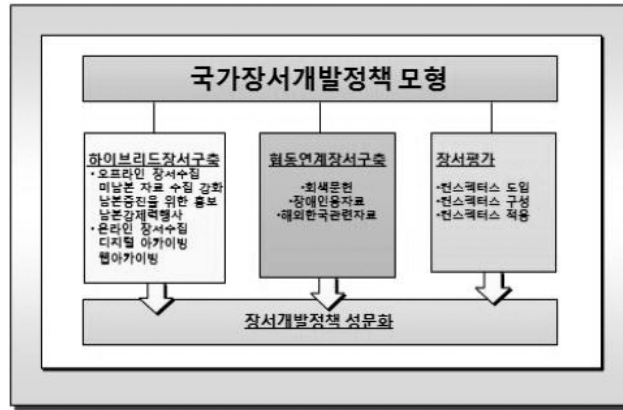 국가장서개발정책 모형
하이브리드장서구축
•오프라인 장서수집
미납본 자료 수집 강화
납본증진을 위한 홍보
납본강제력행사
•온라인 장서수집
디지털 아카이빙
웹아카이빙
협동연계장서구축
•회색문헌
•장애인용자료
•해외한국관련자료
장서평가
•컨스펙터스 도입
•컨스펙터스 구성
•컨스펙터스 적용
장서개발정책 성문화